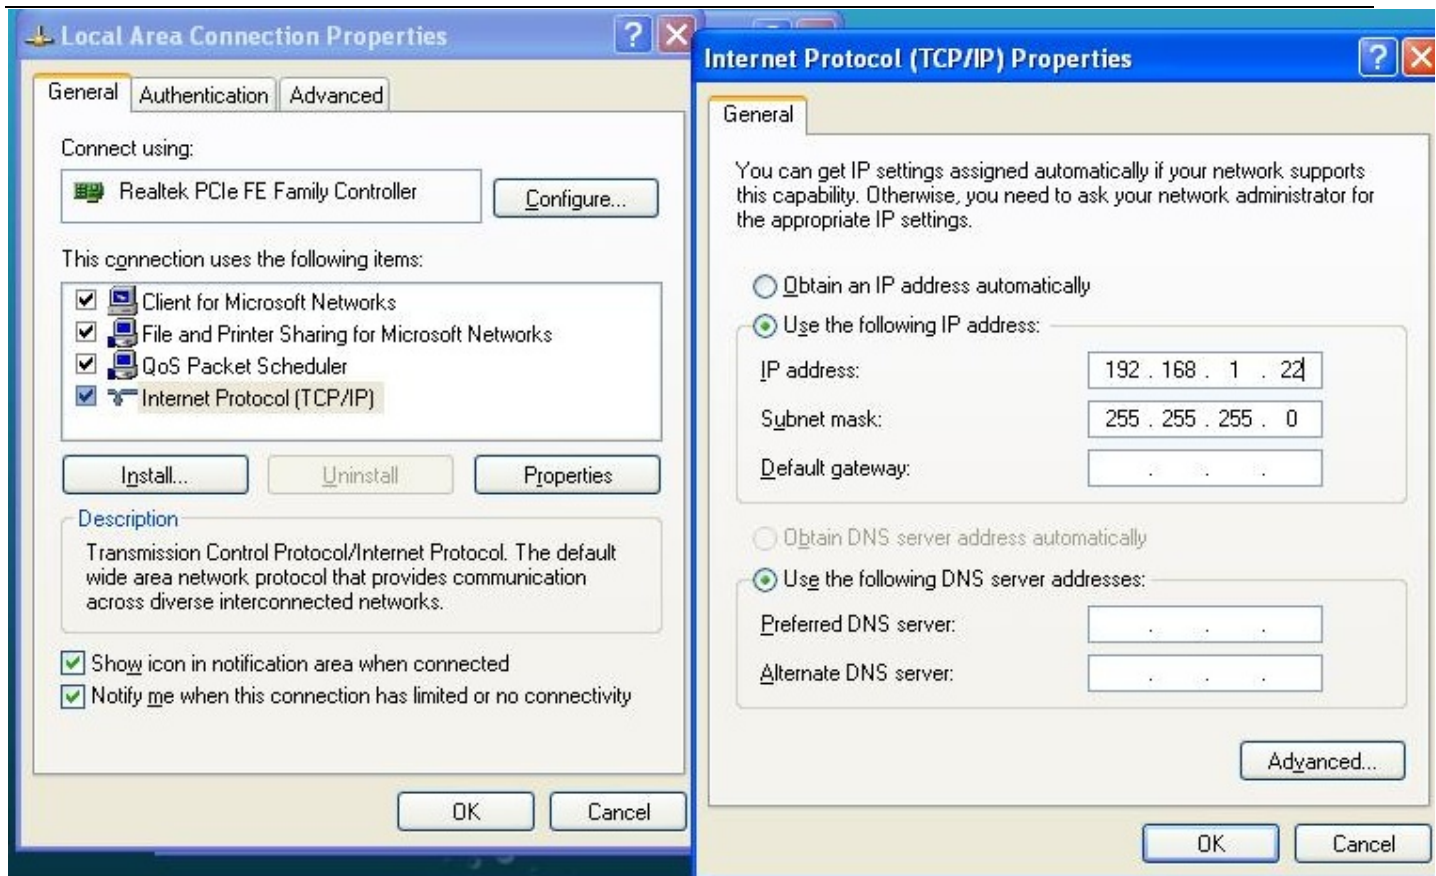 Local Area Connection Properties
General
Authentication
Advanced
Connect using:
Realtek PCIe FE Family Controller
Configure...
This connection uses the following items:
Client for Microsoft Networks
File and Printer Sharing for Microsoft Networks
QoS Packet Scheduler
Internet Protocol (TCP/IP)
Install...
Uninstall
Properties
Description
Transmission Control Protocol/Internet Protocol. The default
wide area network protocol that provides communication
across diverse interconnected networks.
Show icon in notification area when connected
Notify me when this connection has limited or no connectivity
OK
Cancel
Internet Protocol (TCP/IP) Properties
General
You can get IP settings assigned automatically if your network supports
this capability. Otherwise, you need to ask your network administrator for
the appropriate IP settings.
Obtain an IP address automatically
Use the following IP address:
IP address:
192 . 168 . 1 . 22
Subnet mask:
255 . 255 . 255 . 0
Default gateway:
. . .
Obtain DNS server address automatically
Use the following DNS server addresses:
Preferred DNS server:
. . .
Alternate DNS server:
. . .
Advanced...
OK
Cancel